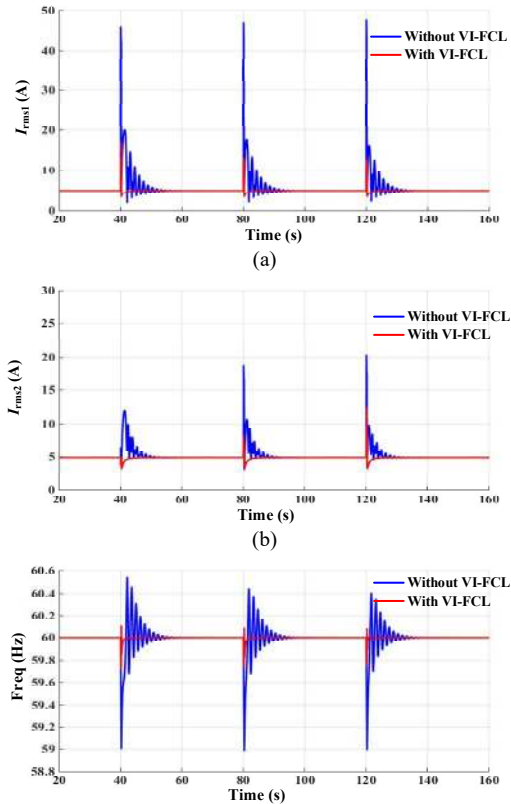 50
40
30
20
10
0
I_rms1 (A)
Without VI-FCL
With VI-FCL
20 40 60 80 100 120 140 160
Time (s)
(a)
30
25
20
15
10
5
0
I_rms2 (A)
Without VI-FCL
With VI-FCL
20 40 60 80 100 120 140 160
Time (s)
(b)
60.6
60.4
60.2
60
59.8
59.6
59.4
59.2
59
58.8
Freq (Hz)
Without VI-FCL
With VI-FCL
20 40 60 80 100 120 140 160
Time (s)